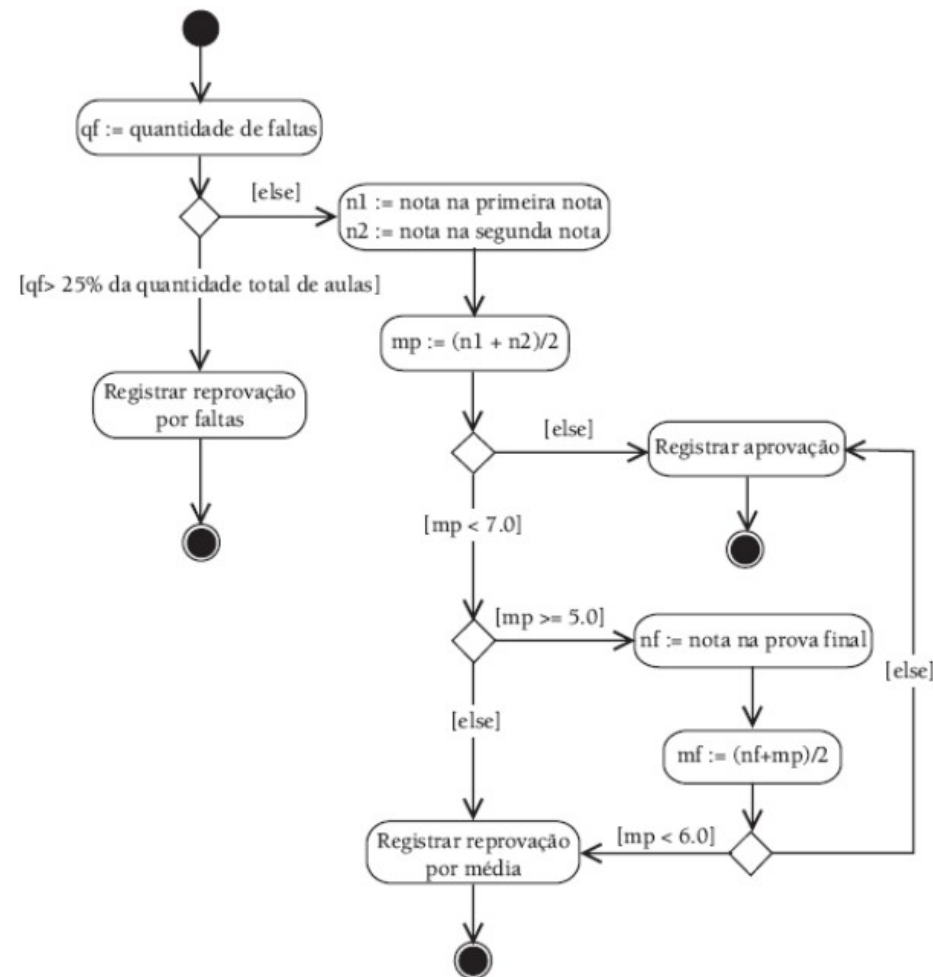 qf := quantidade de faltas
[else]
n1 := nota na primeira nota
n2 := nota na segunda nota
[qf> 25% da quantidade total de aulas]
mp := (n1 + n2)/2
Registrar reprovação
por faltas
[else]
Registrar aprovação
[mp < 7.0]
[mp >= 5.0]
nf := nota na prova final
[else]
[else]
mf := (nf+mp)/2
[mp < 6.0]
Registrar reprovação
por média